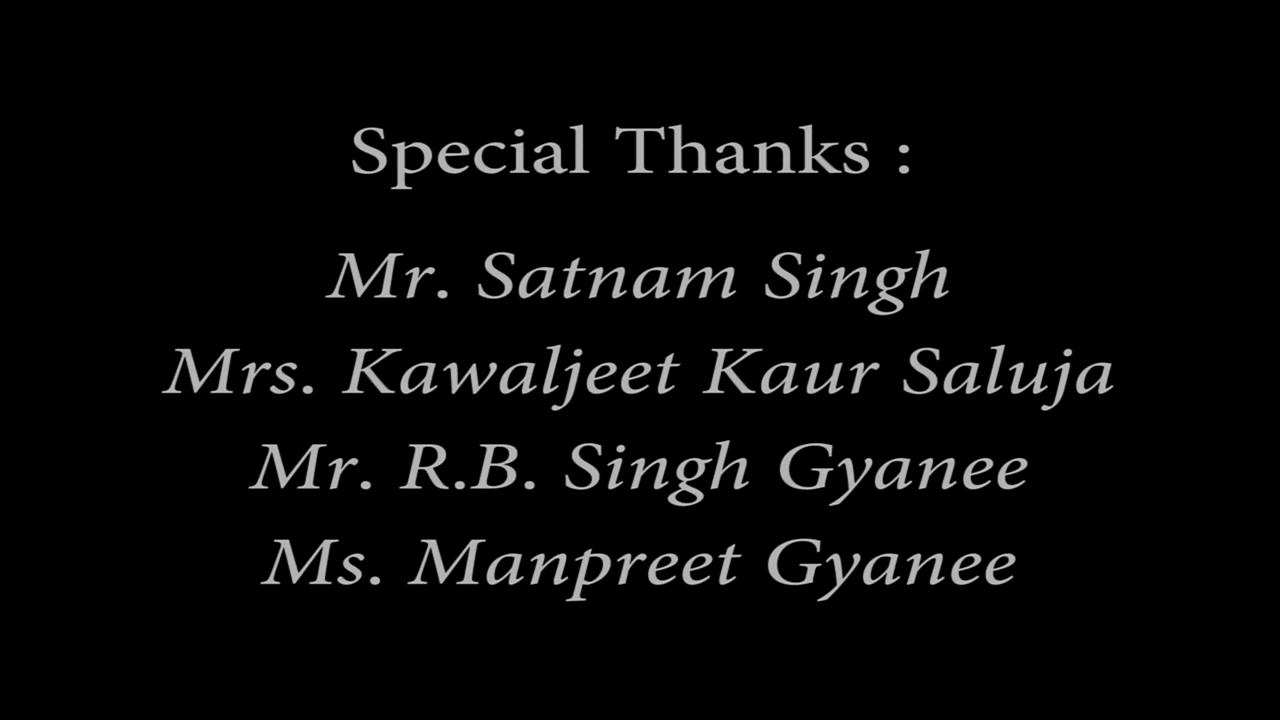 Special Thanks :
Mr. Satnam Singh
Mrs. Kawaljeet Kaur Saluja
Mr. R.B. Singh Gyanee
Ms. Manpreet Gyanee